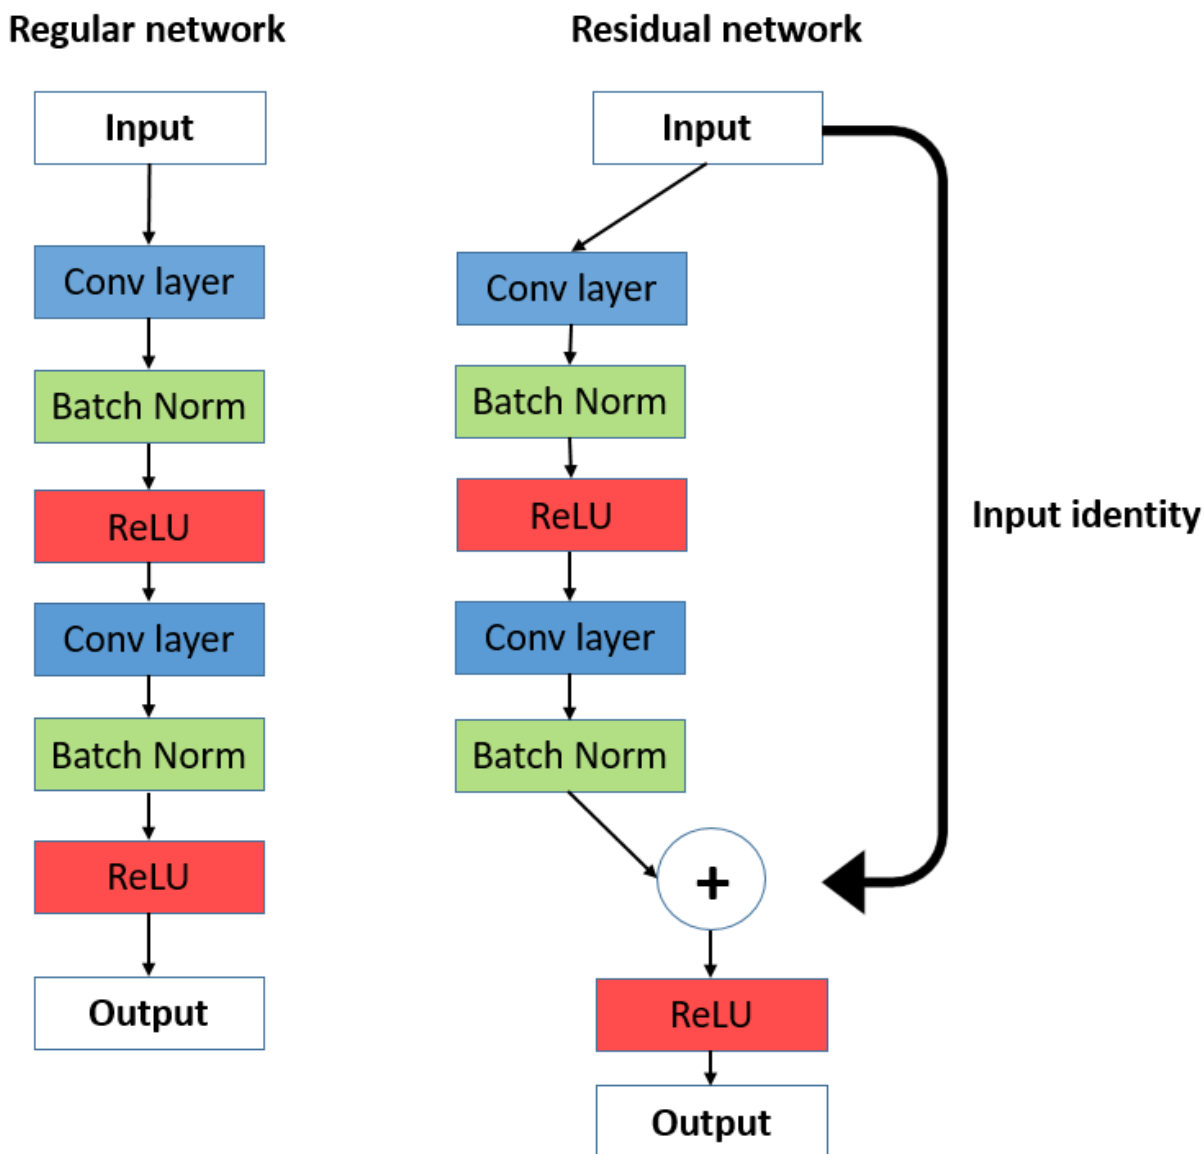 Regular network
Input
Conv layer
Batch Norm
ReLU
Conv layer
Batch Norm
ReLU
Output
Residual network
Input
Conv layer
Batch Norm
ReLU
Conv layer
Batch Norm
+
ReLU
Output
Input identity